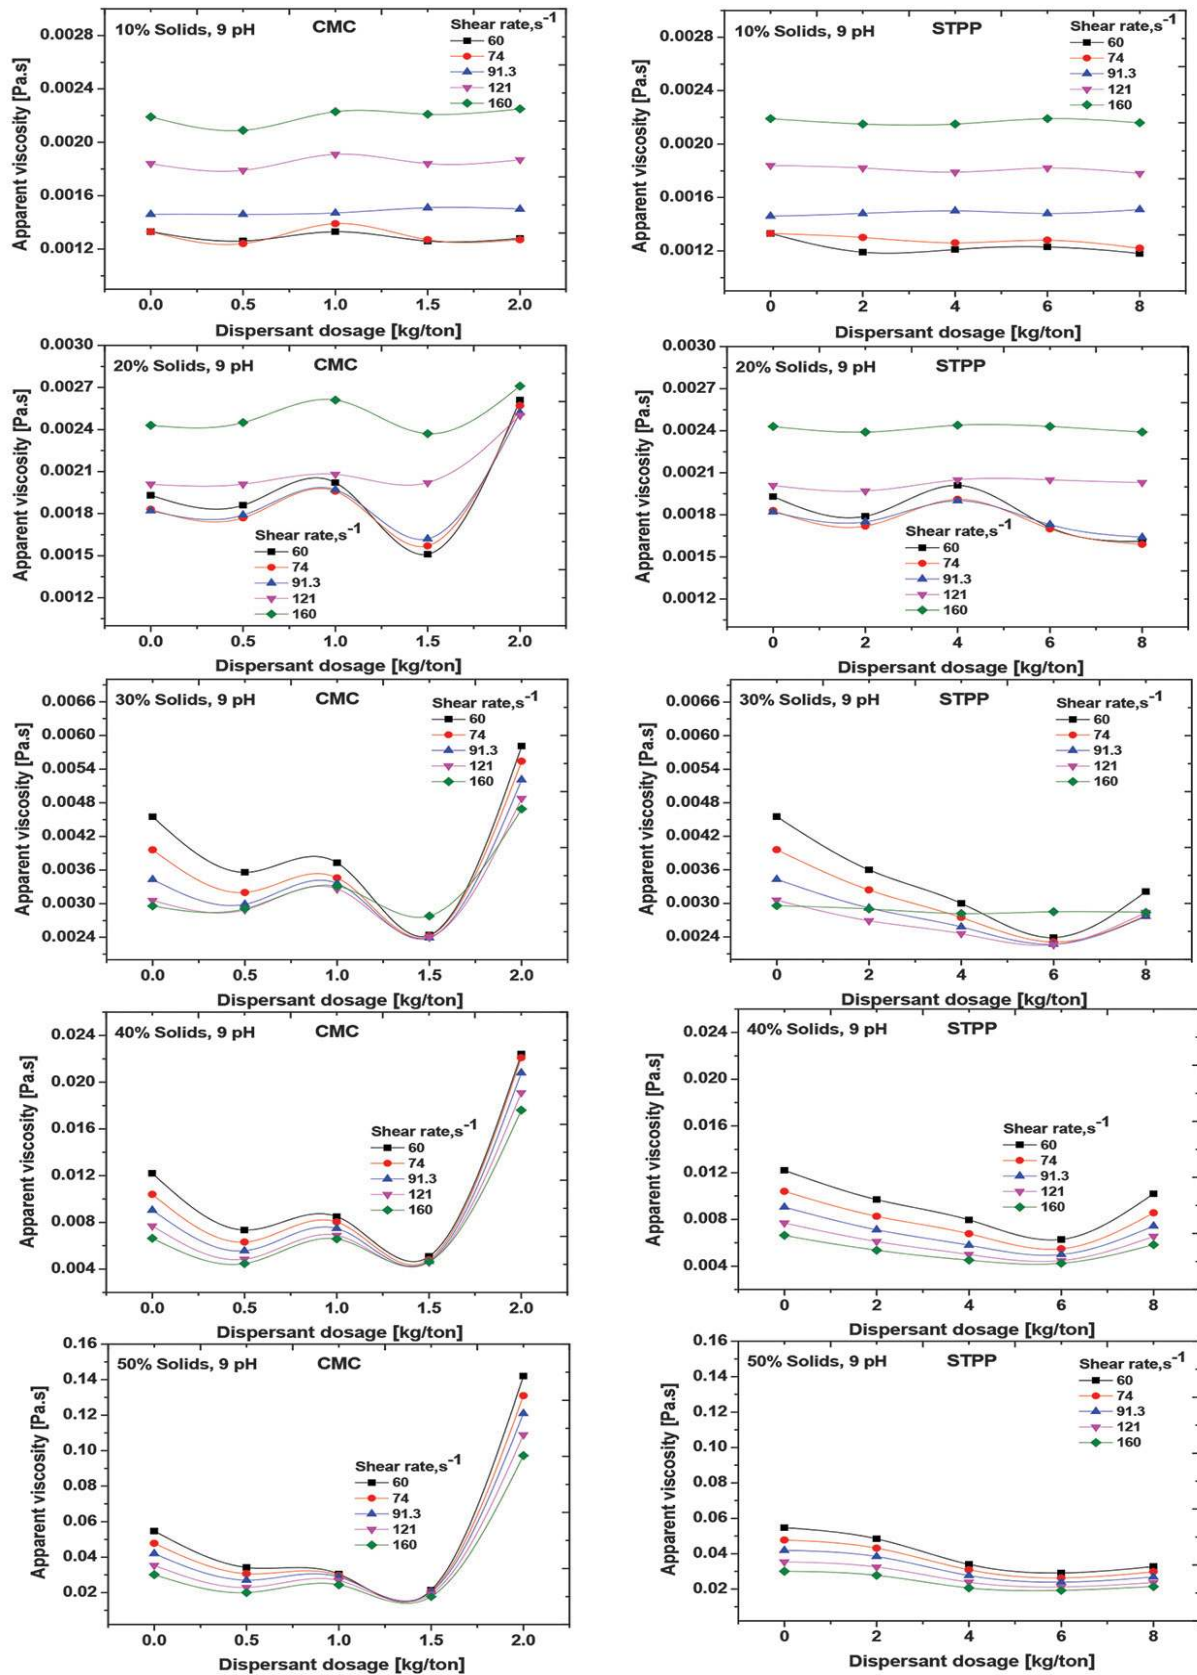 10% Solids, 9 pH CMC Shear rate,s-1
60
74
91.3
121
160
0.0028
0.0024
0.0020
0.0016
0.0012
Apparent viscosity [Pa.s]
0.0 0.5 1.0 1.5 2.0
Dispersant dosage [kg/ton]
10% Solids, 9 pH STPP Shear rate,s-1
60
74
91.3
121
160
0.0028
0.0024
0.0020
0.0016
0.0012
Apparent viscosity [Pa.s]
0 2 4 6 8
Dispersant dosage [kg/ton]
20% Solids, 9 pH CMC
0.0030
0.0027
0.0024
0.0021
0.0018
0.0015
0.0012
Apparent viscosity [Pa.s]
Shear rate,s-1
60
74
91.3
121
160
0.0 0.5 1.0 1.5 2.0
Dispersant dosage [kg/ton]
20% Solids, 9 pH STPP
0.0030
0.0027
0.0024
0.0021
0.0018
0.0015
0.0012
Apparent viscosity [Pa.s]
Shear rate,s-1
60
74
91.3
121
160
0 2 4 6 8
Dispersant dosage [kg/ton]
30% Solids, 9 pH CMC Shear rate,s-1
60
74
91.3
121
160
0.0066
0.0060
0.0054
0.0048
0.0042
0.0036
0.0030
0.0024
Apparent viscosity [Pa.s]
0.0 0.5 1.0 1.5 2.0
Dispersant dosage [kg/ton]
30% Solids, 9 pH STPP Shear rate,s-1
60
74
91.3
121
160
0.0066
0.0060
0.0054
0.0048
0.0042
0.0036
0.0030
0.0024
Apparent viscosity [Pa.s]
0 2 4 6 8
Dispersant dosage [kg/ton]
40% Solids, 9 pH CMC
0.024
0.020
0.016
0.012
0.008
0.004
Apparent viscosity [Pa.s]
Shear rate,s-1
60
74
91.3
121
160
0.0 0.5 1.0 1.5 2.0
Dispersant dosage [kg/ton]
40% Solids, 9 pH STPP
0.024
0.020
0.016
0.012
0.008
0.004
Apparent viscosity [Pa.s]
Shear rate,s-1
60
74
91.3
121
160
0 2 4 6 8
Dispersant dosage [kg/ton]
50% Solids, 9 pH CMC
0.16
0.14
0.12
0.10
0.08
0.06
0.04
0.02
Apparent viscosity [Pa.s]
Shear rate,s-1
60
74
91.3
121
160
0.0 0.5 1.0 1.5 2.0
Dispersant dosage [kg/ton]
50% Solids, 9 pH STPP Shear rate,s-1
60
74
91.3
121
160
0.16
0.14
0.12
0.10
0.08
0.06
0.04
0.02
Apparent viscosity [Pa.s]
0 2 4 6 8
Dispersant dosage [kg/ton]